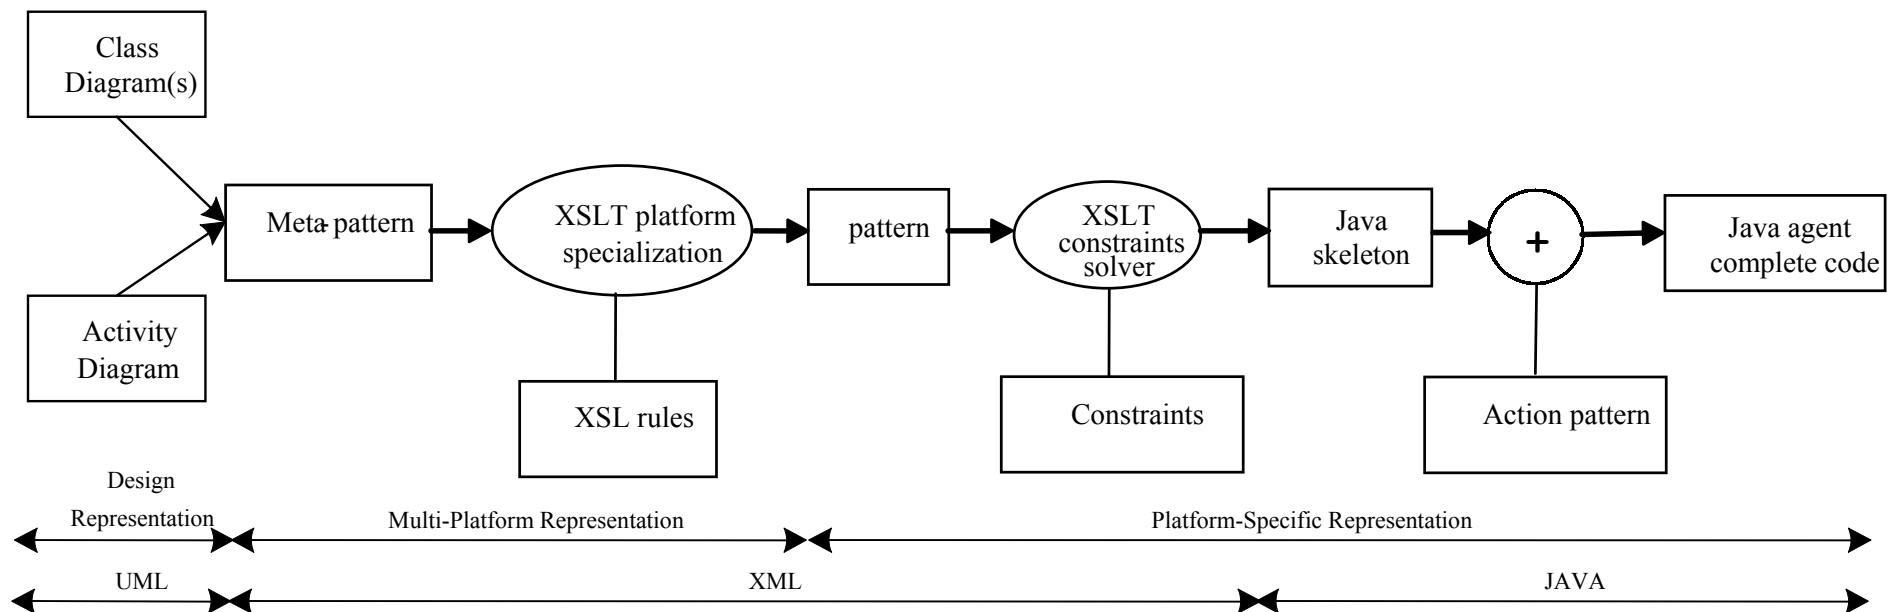 Class
Diagram(s)
Meta-pattern
XSLT platform
specialization
pattern
XSLT
constraints
solver
Java
skeleton
+
Java agent
complete code
Activity
Diagram
XSL rules
Constraints
Action pattern
Design
Representation
Multi-Platform Representation
Platform-Specific Representation
UML
XML
JAVA